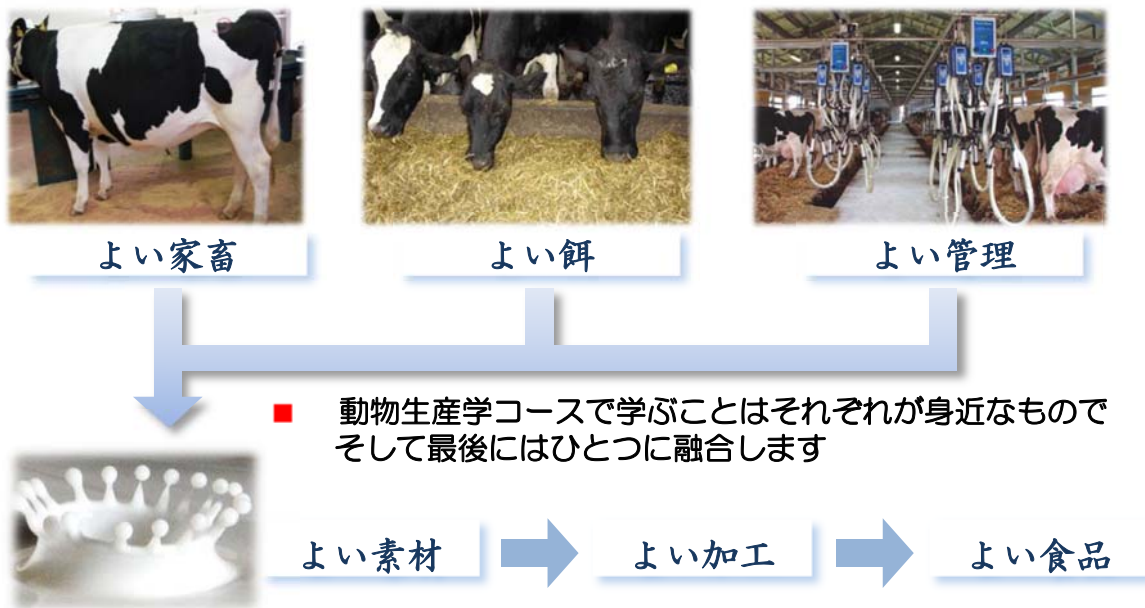 よい家畜
よい餌
よい管理
■ 動物生産学コースで学ぶことはそれぞれが身近なもので
そして最後にはひとつに融合します
よい素材
よい加工
よい食品